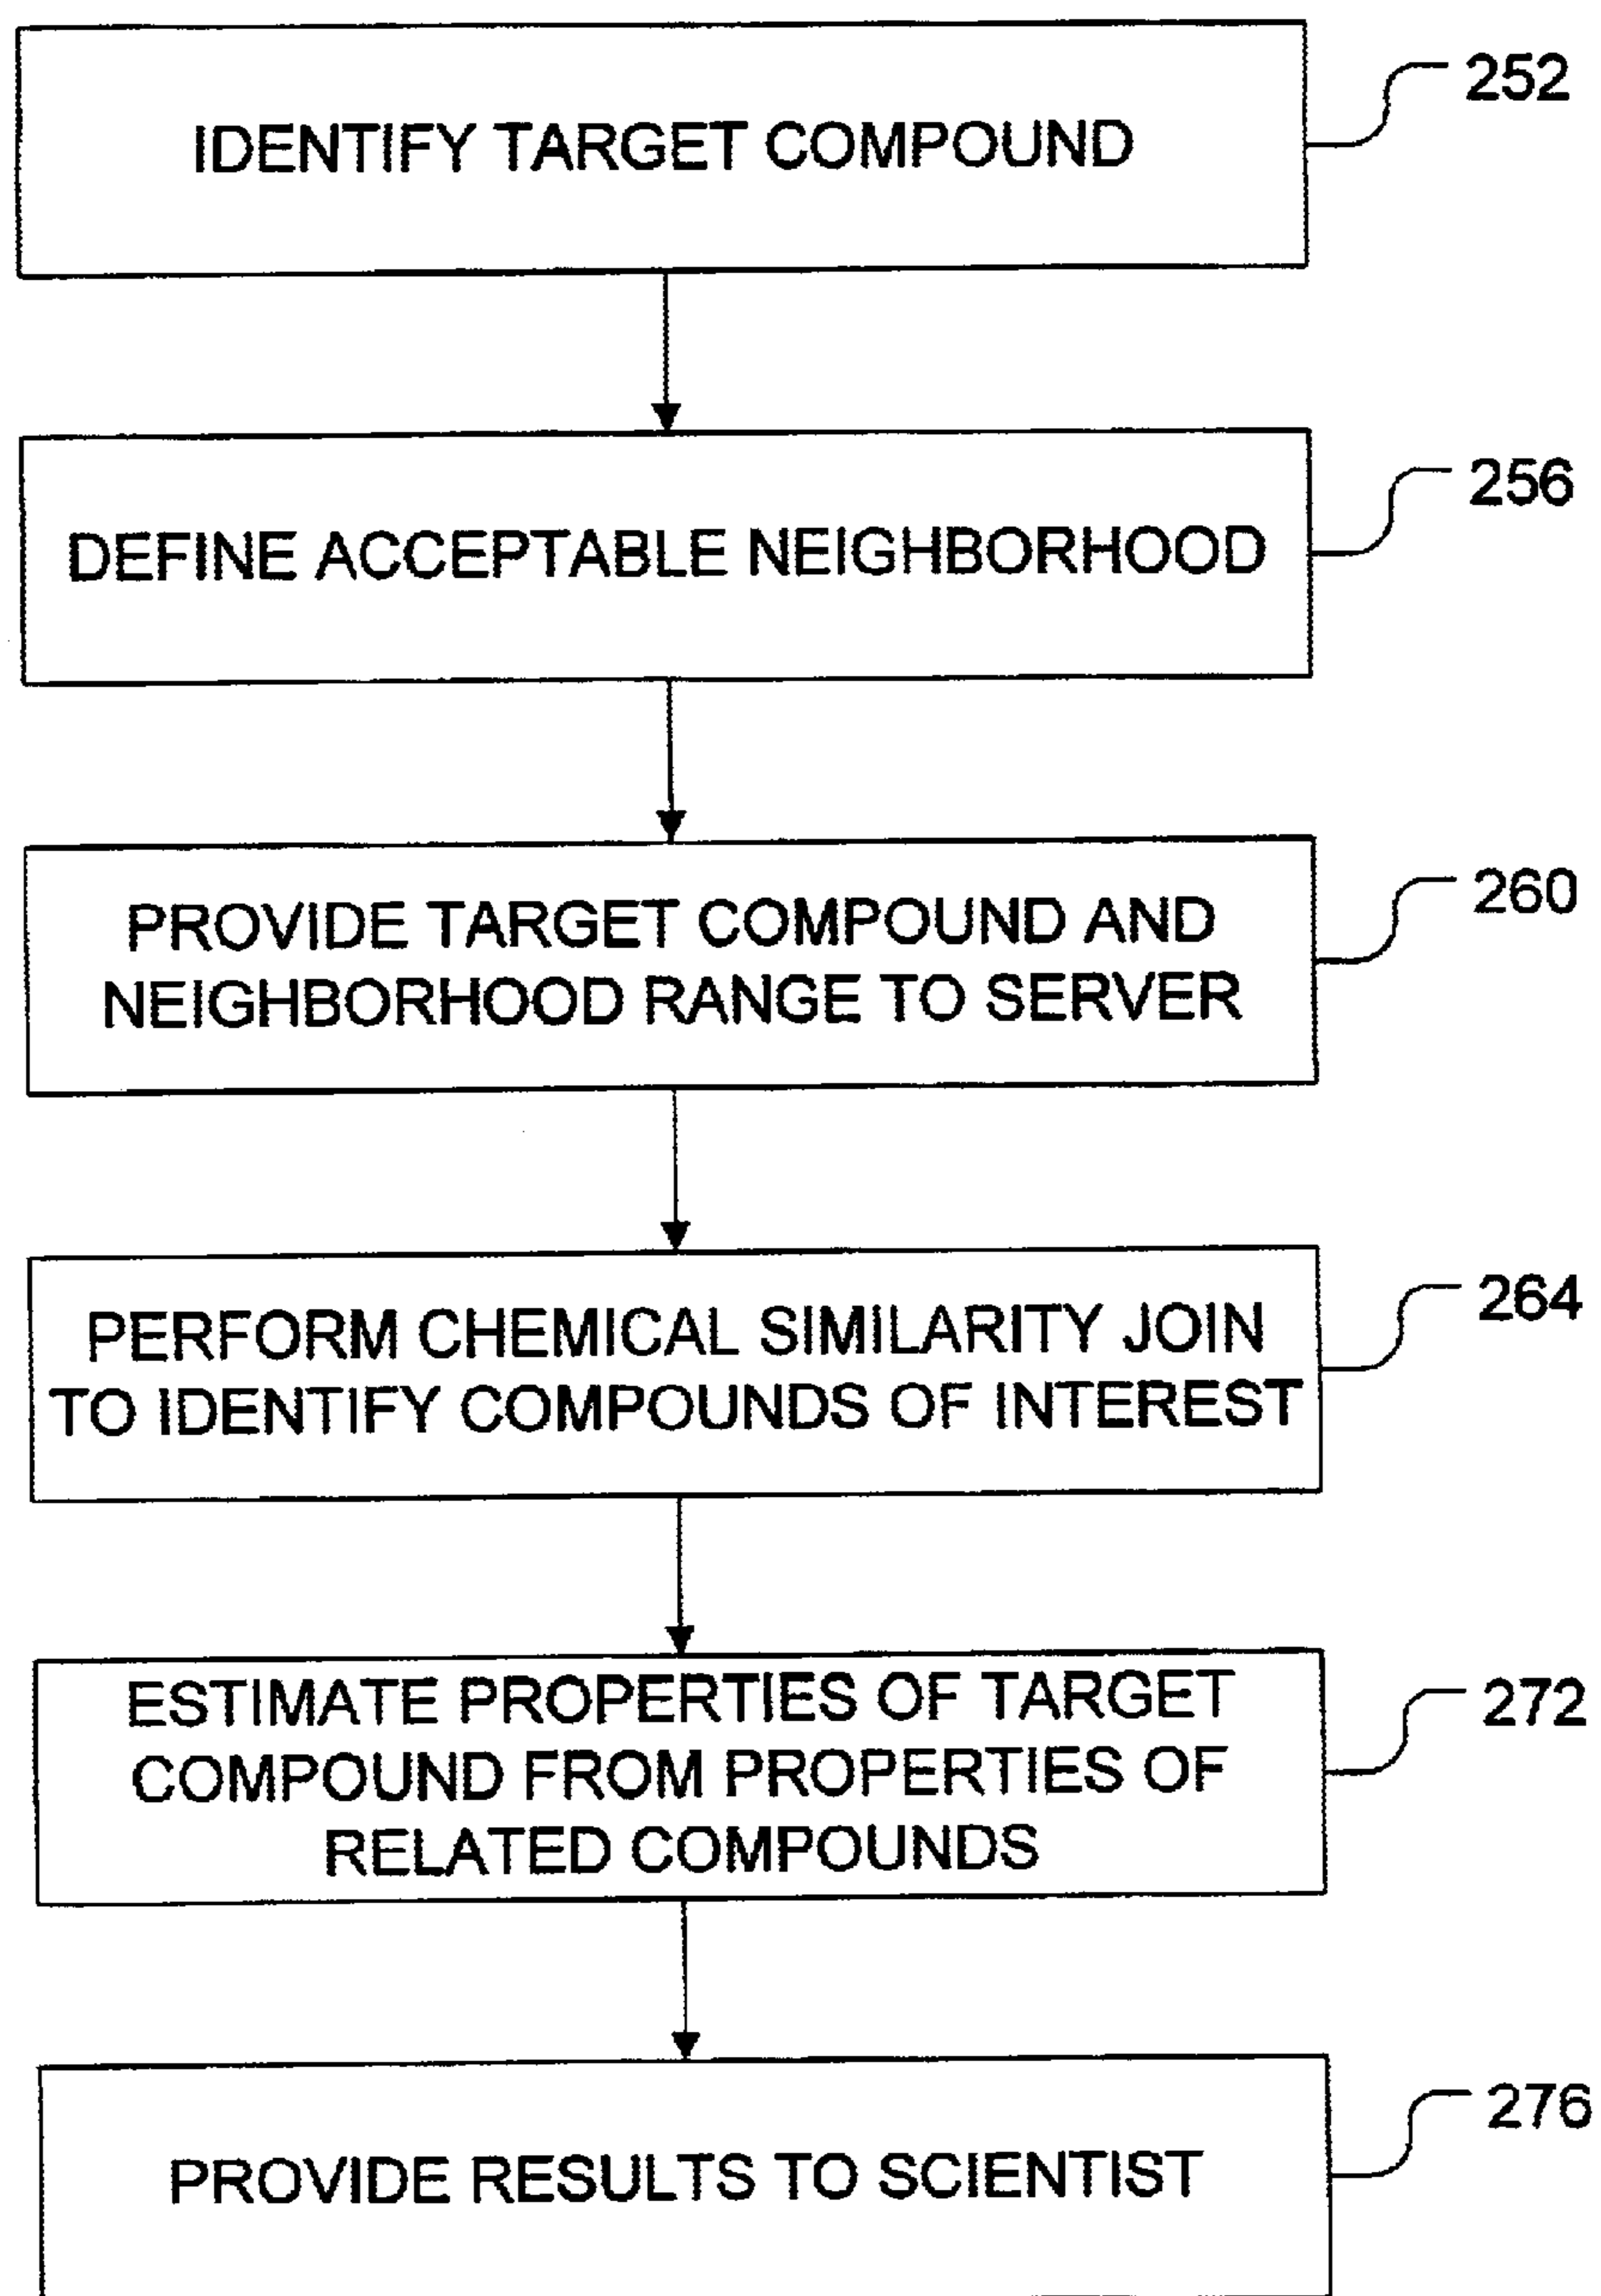 IDENTIFY TARGET COMPOUND
252
DEFINE ACCEPTABLE NEIGHBORHOOD
256
PROVIDE TARGET COMPOUND AND
NEIGHBORHOOD RANGE TO SERVER
260
PERFORM CHEMICAL SIMILARITY JOIN
TO IDENTIFY COMPOUNDS OF INTEREST
264
ESTIMATE PROPERTIES OF TARGET
COMPOUND FROM PROPERTIES OF
RELATED COMPOUNDS
272
PROVIDE RESULTS TO SCIENTIST
276